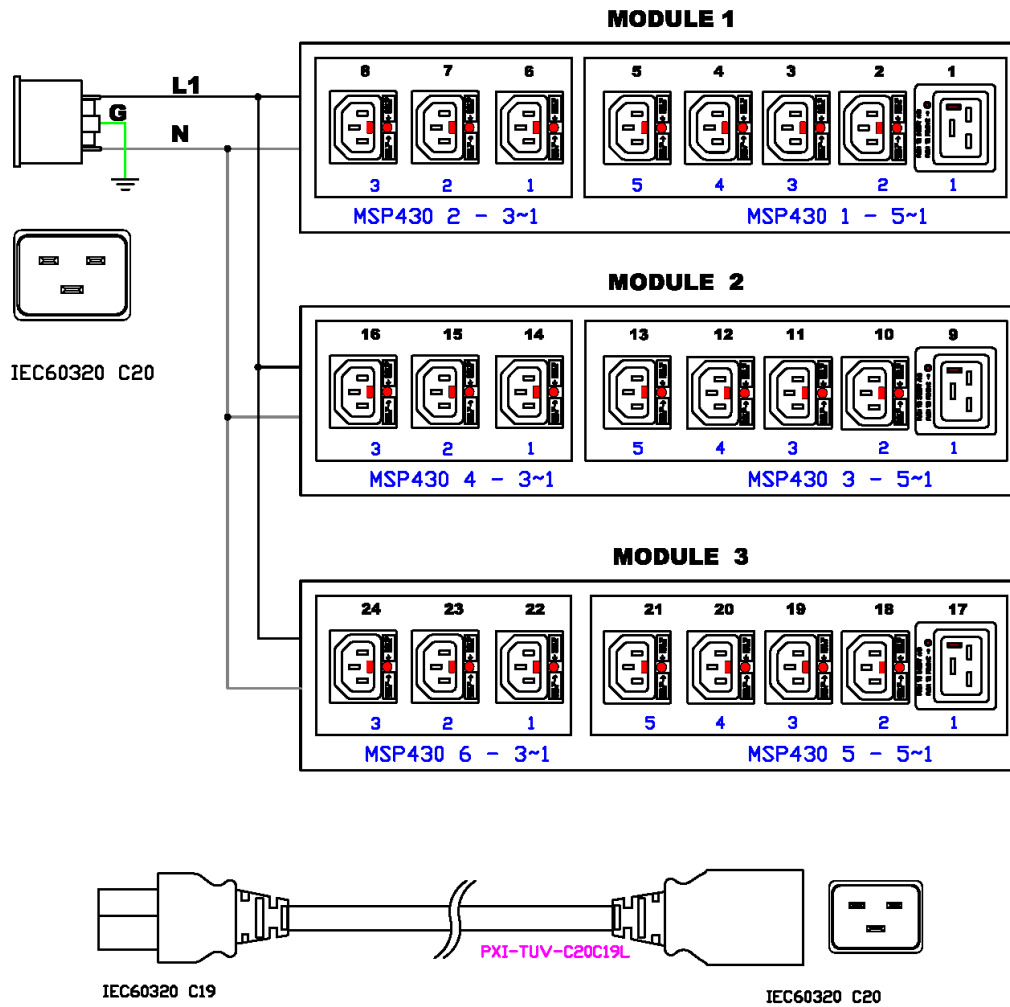 MODULE 1
8 7 6 5 4 3 2 1
L1
G
N
3 2 1 5 4 3 2 1
MSP430 2 - 3~1 MSP430 1 - 5~1
MODULE 2
16 15 14 13 12 11 10 9
IEC60320 C20
3 2 1 5 4 3 2 1
MSP430 4 - 3~1 MSP430 3 - 5~1
MODULE 3
24 23 22 21 20 19 18 17
3 2 1 5 4 3 2 1
MSP430 6 - 3~1 MSP430 5 - 5~1
PXI-TUV-C20C19L
IEC60320 C19
IEC60320 C20